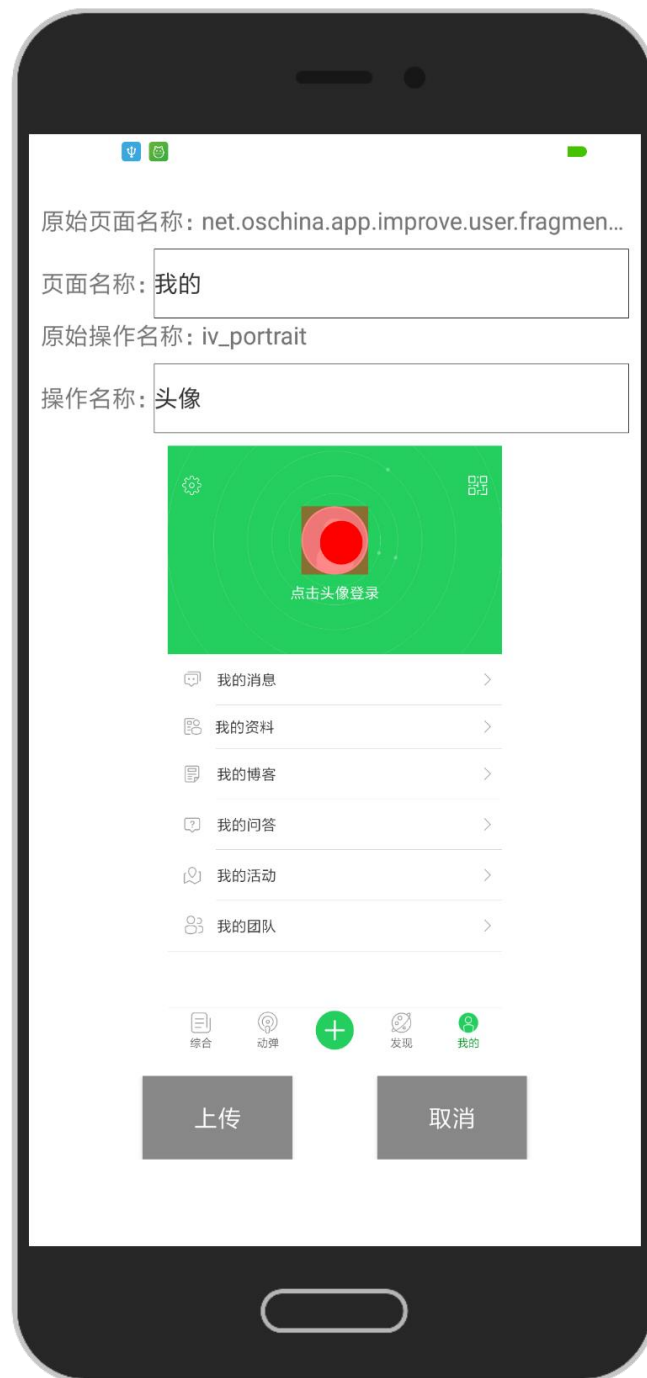 原始页面名称：net.oschina.app.improve.user.fragmen...
页面名称：我的
原始操作名称：iv_portrait
操作名称：头像
点击头像登录
我的消息
我的资料
我的博客
我的问答
我的活动
我的团队
综合 动弹 发现 我的
上传 取消